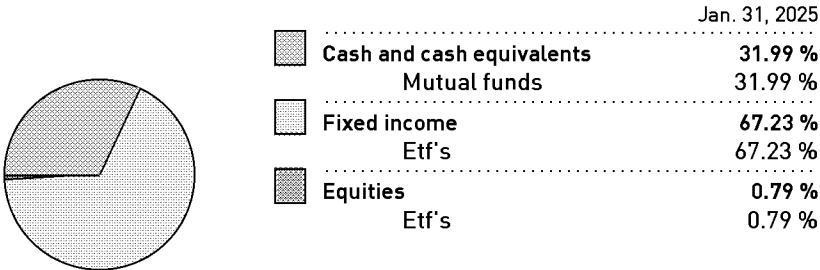 Jan. 31, 2025
Cash and cash equivalents 31.99 %
Mutual funds 31.99 %
Fixed income 67.23 %
Etf's 67.23 %
Equities 0.79 %
Etf's 0.79 %